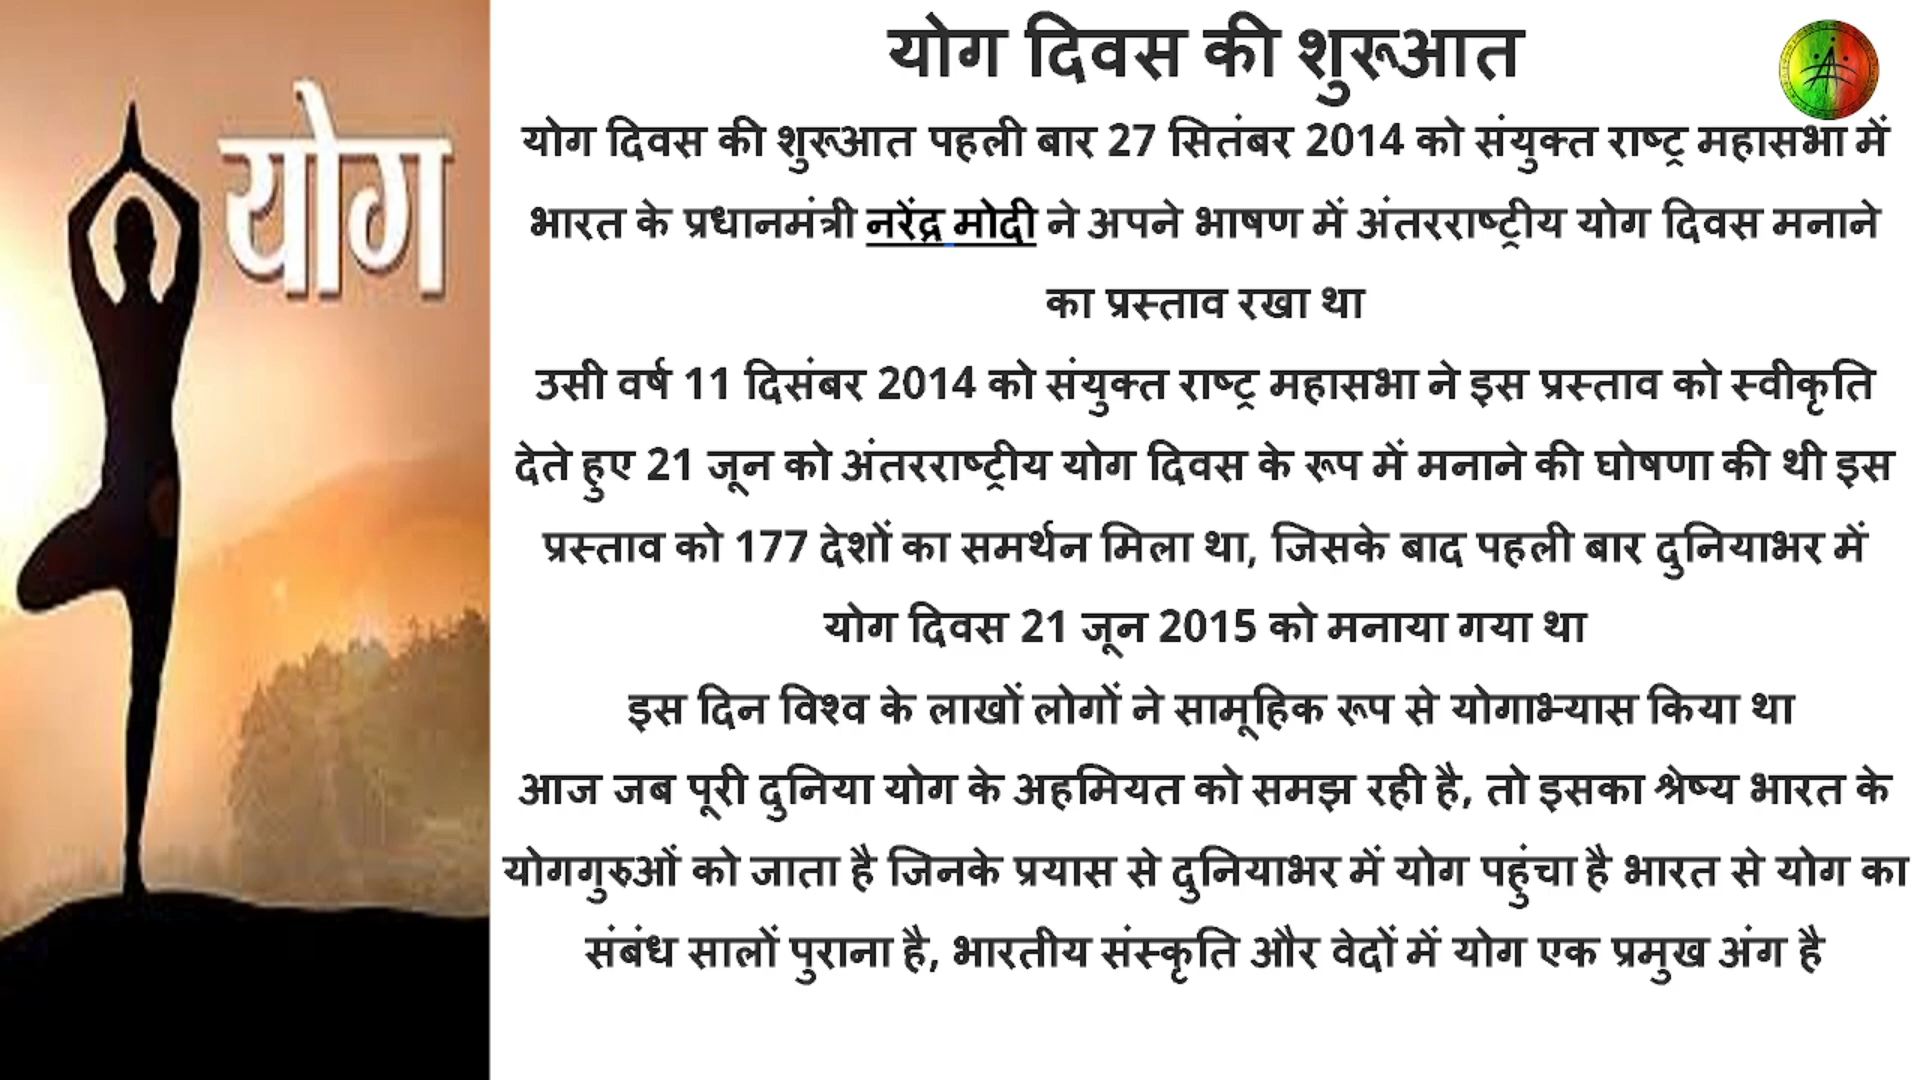 योग
योग दिवस की शुरूआत
योग दिवस की शुरूआत पहली बार 27 सितंबर 2014 को संयुक्त राष्ट्र महासभा में
भारत के प्रधानमंत्री नरेंद्र मोदी ने अपने भाषण में अंतरराष्ट्रीय योग दिवस मनाने
का प्रस्ताव रखा था
उसी वर्ष 11 दिसंबर 2014 को संयुक्त राष्ट्र महासभा ने इस प्रस्ताव को स्वीकृति
देते हुए 21 जून को अंतरराष्ट्रीय योग दिवस के रूप में मनाने की घोषणा की थी इस
प्रस्ताव को 177 देशों का समर्थन मिला था, जिसके बाद पहली बार दुनियाभर में
योग दिवस 21 जून 2015 को मनाया गया था
इस दिन विश्व के लाखों लोगों ने सामूहिक रूप से योगाभ्यास किया था
आज जब पूरी दुनिया योग के अहमियत को समझ रही है, तो इसका श्रेष्य भारत के
योगगुरुओं को जाता है जिनके प्रयास से दुनियाभर में योग पहुंचा है भारत से योग का
संबंध सालों पुराना है, भारतीय संस्कृति और वेदों में योग एक प्रमुख अंग है